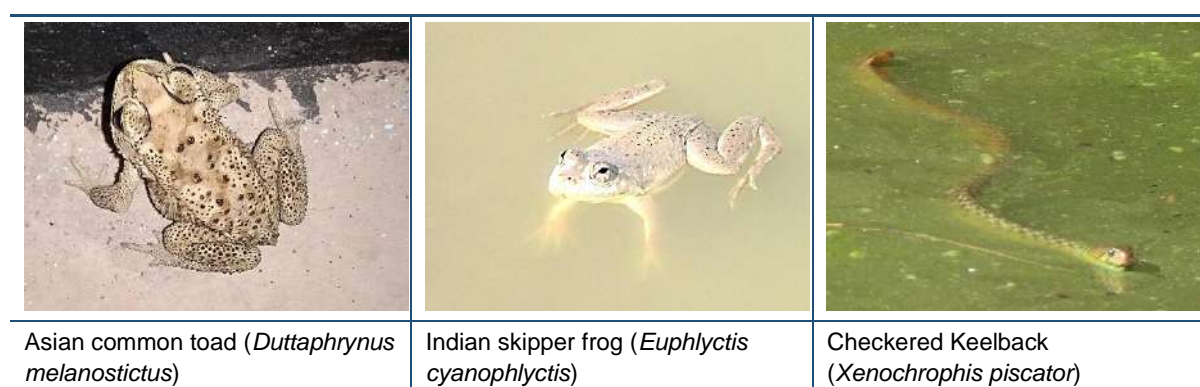 Asian common toad (Duttaphrynus
melanostictus)
Indian skipper frog (Euphlyctis
cyanophlyctis)
Checkered Keelback
(Xenochrophis piscator)